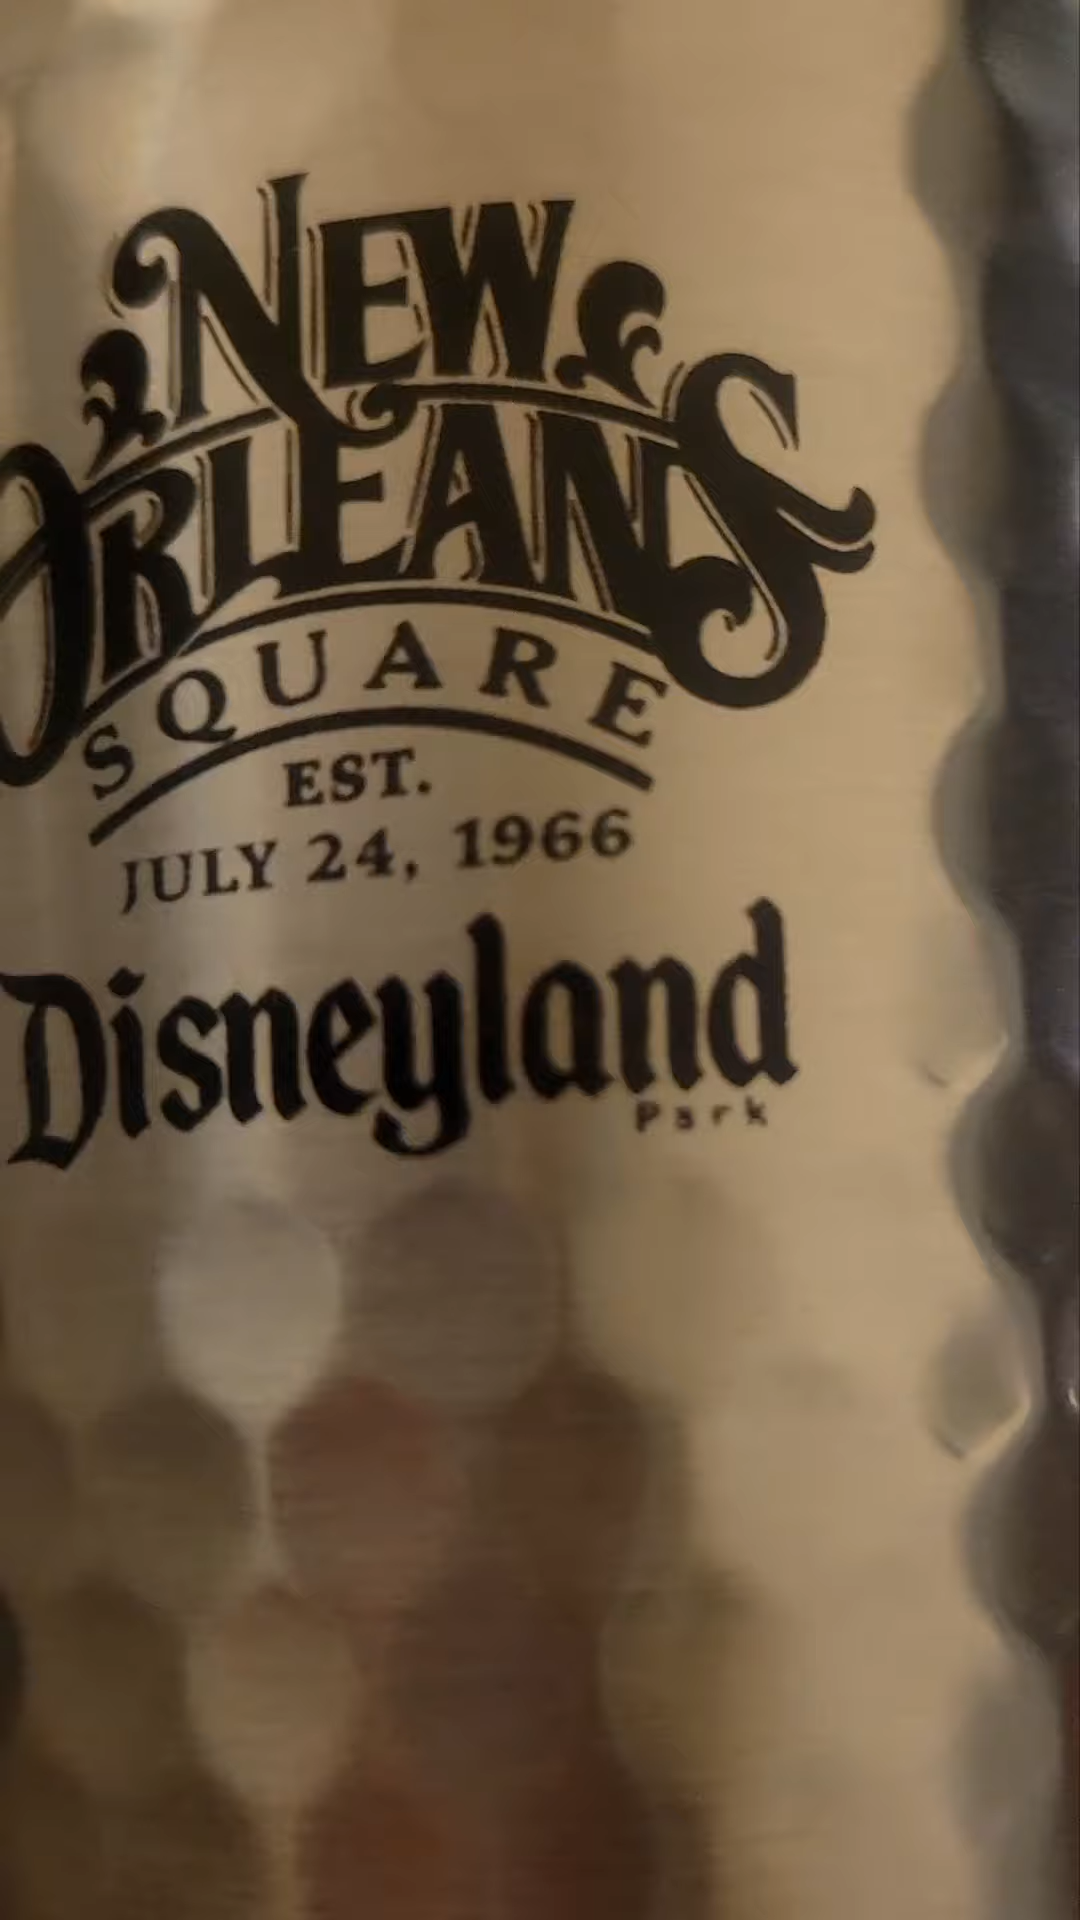 NEW
ORLEANS
SQUARE
EST.
JULY 24, 1966
Disneyland
Park